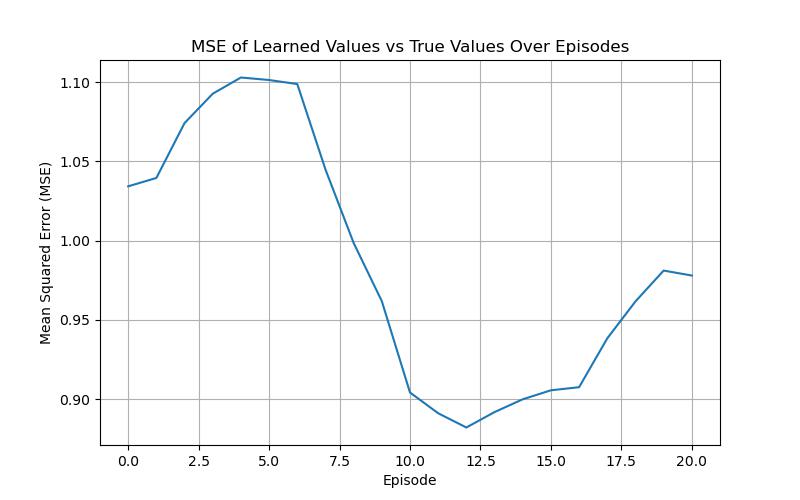 MSE of Learned Values vs True Values Over Episodes
Mean Squared Error (MSE)
1.10
1.05
1.00
0.95
0.90
0.0 2.5 5.0 7.5 10.0 12.5 15.0 17.5 20.0
Episode